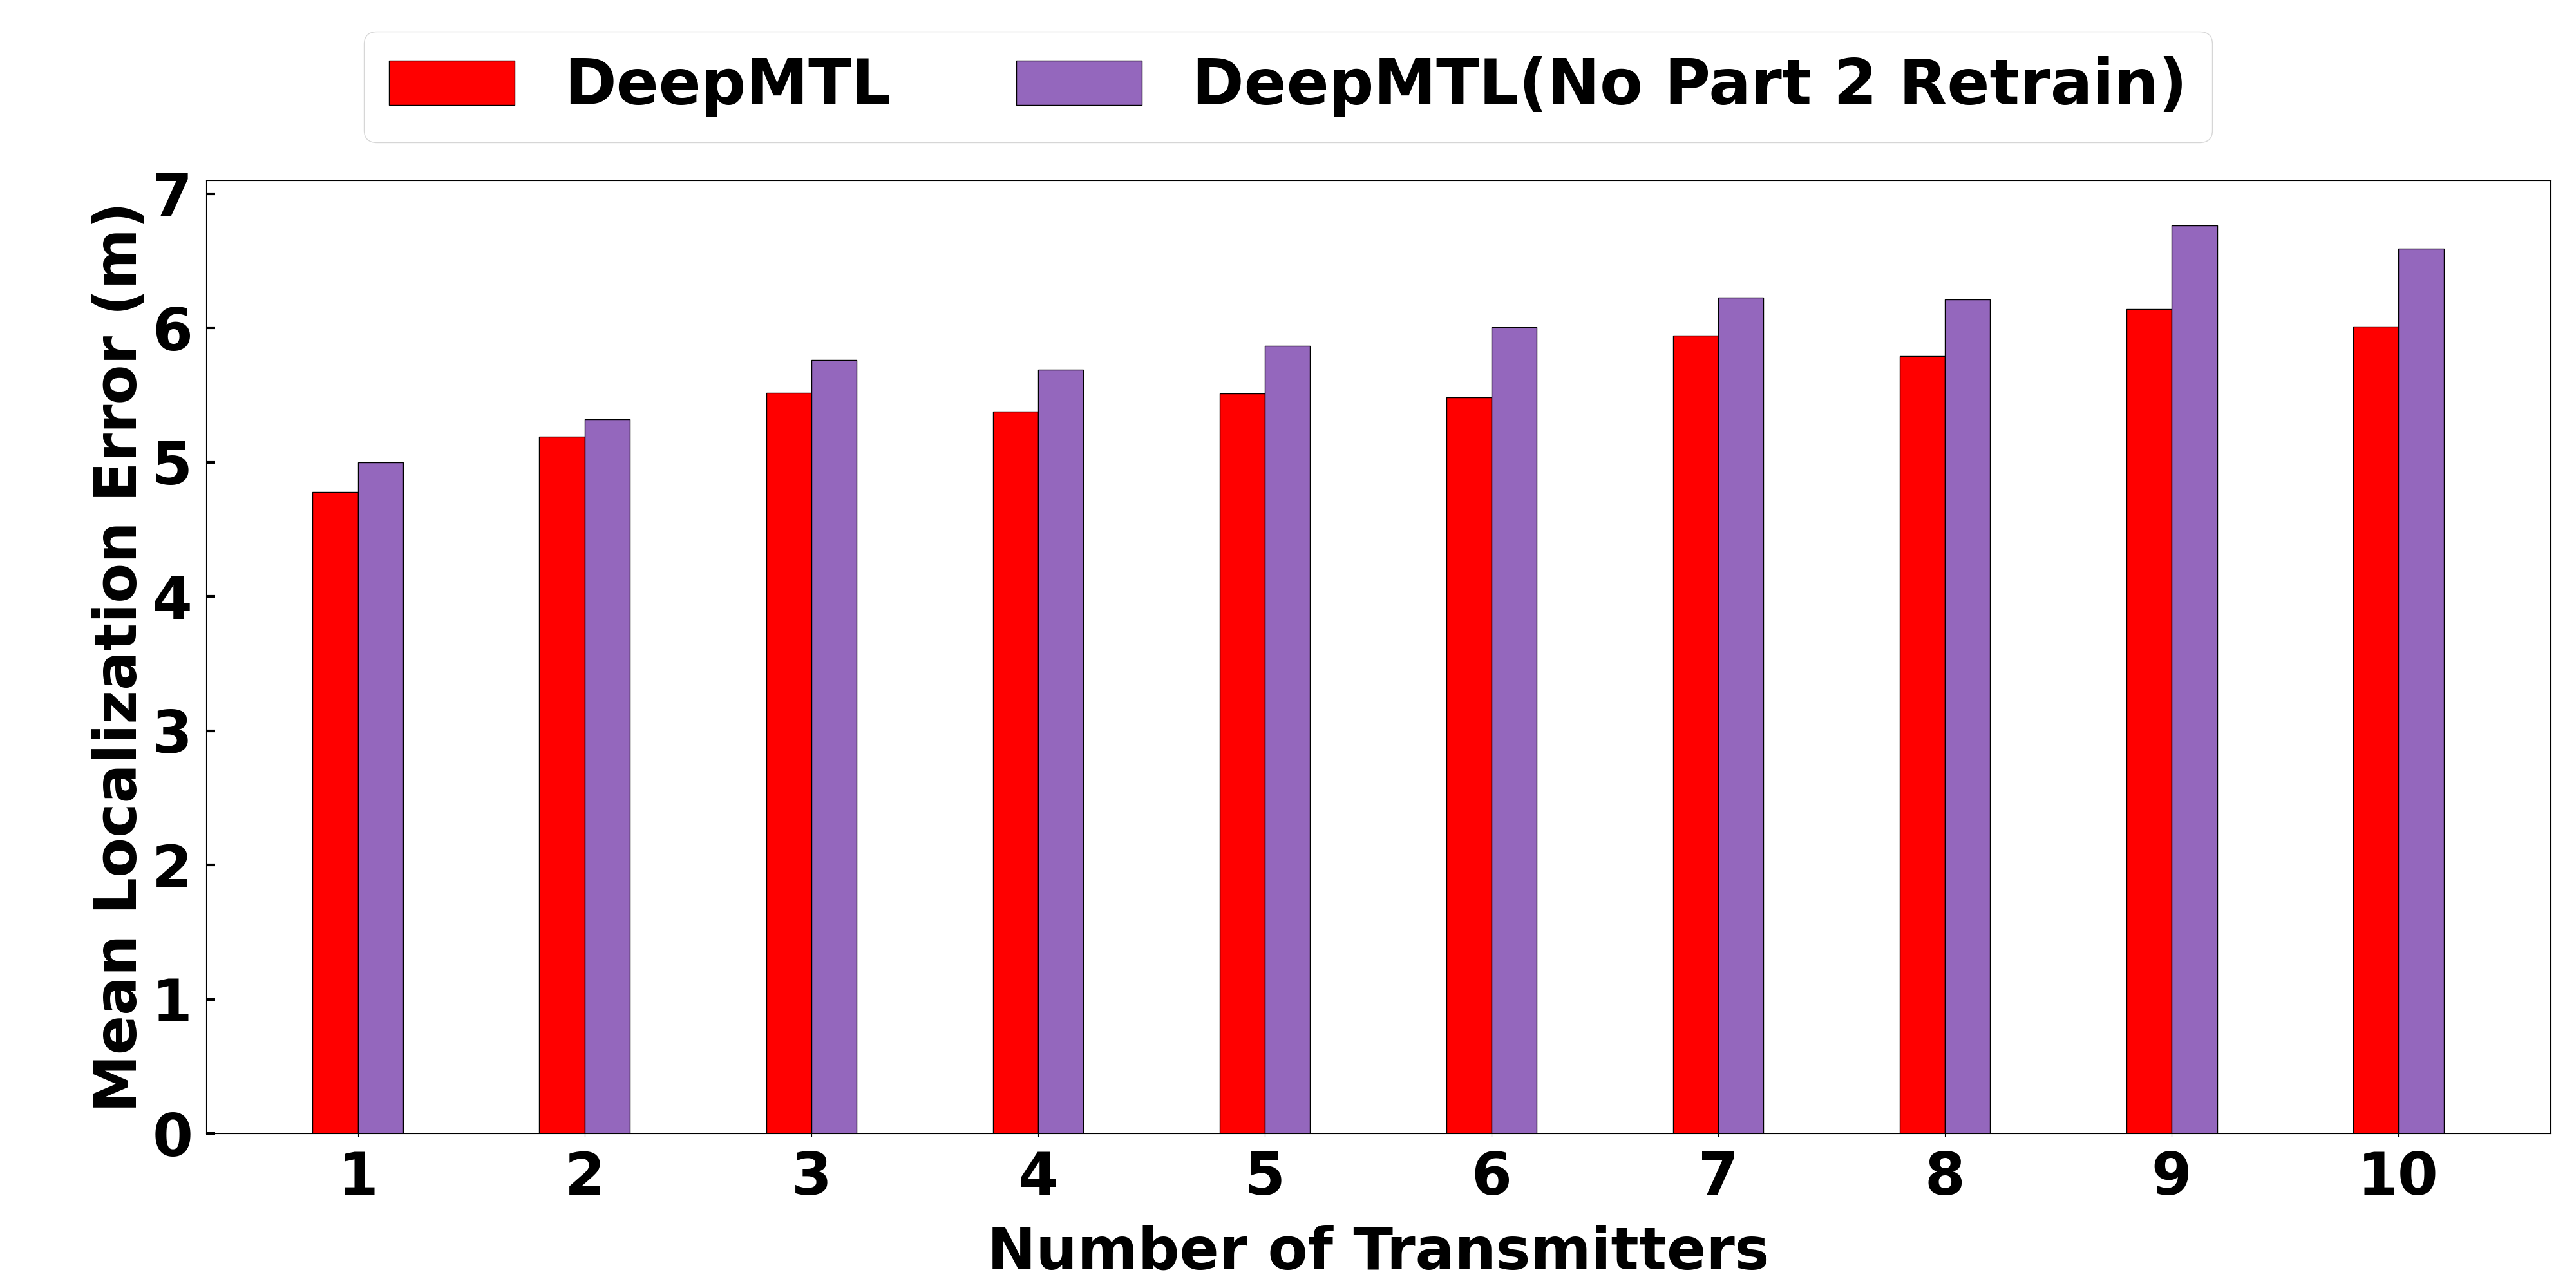 DeepMTL
DeepMTL(No Part 2 Retrain)
Mean Localization Error (m)
7
6
5
4
3
2
1
0
1 2 3 4 5 6 7 8 9 10
Number of Transmitters